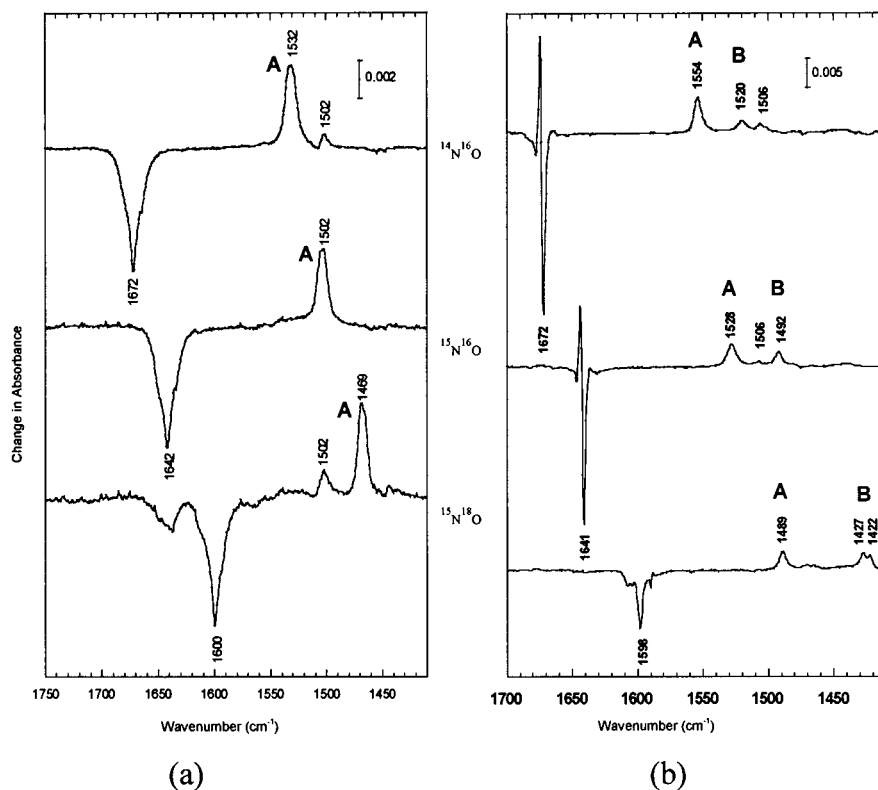 A
1532
0.002
1502
¹⁴N¹⁶O
1672
A
1502
¹⁵N¹⁶O
1642
A
1469
1502
¹⁵N¹⁸O
1600
Change in Absorbance
1750 1700 1650 1600 1550 1500 1450
Wavenumber (cm⁻¹)
(a)
A
B
1554
1520
1506
0.005
1672
A
B
1528
1506
1492
1641
A
B
1489
1427
1422
1598
1700 1650 1600 1550 1500 1450
Wavenumber (cm⁻¹)
(b)